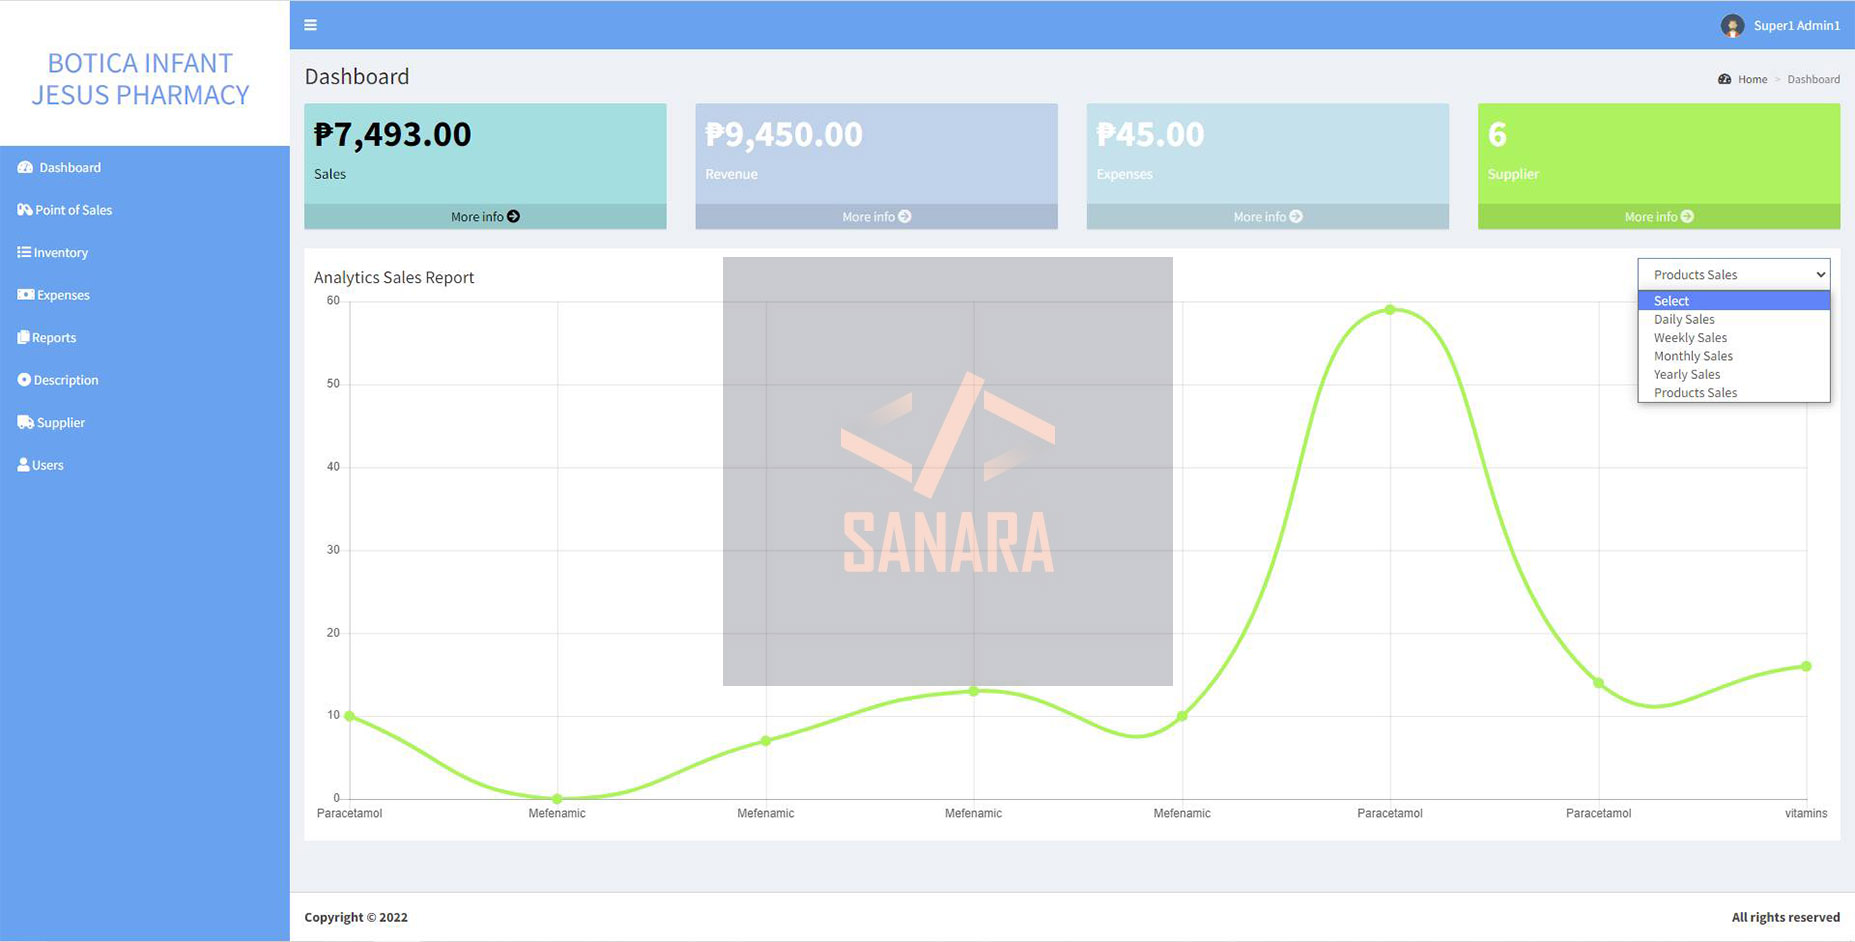 BOTICA INFANT
JESUS PHARMACY
Super1 Admin1
Dashboard
Home > Dashboard
₱7,493.00
Sales
More info
₱9,450.00
Revenue
More info
₱45.00
Expenses
More info
6
Supplier
More info
Dashboard
Point of Sales
Inventory
Expenses
Reports
Description
Supplier
Users
Analytics Sales Report
Products Sales
Select
Daily Sales
Weekly Sales
Monthly Sales
Yearly Sales
Products Sales
60
50
40
30
20
10
0
SANARA
Paracetamol Mefenamic Mefenamic Mefenamic Mefenamic Paracetamol Paracetamol vitamins
Copyright © 2022
All rights reserved